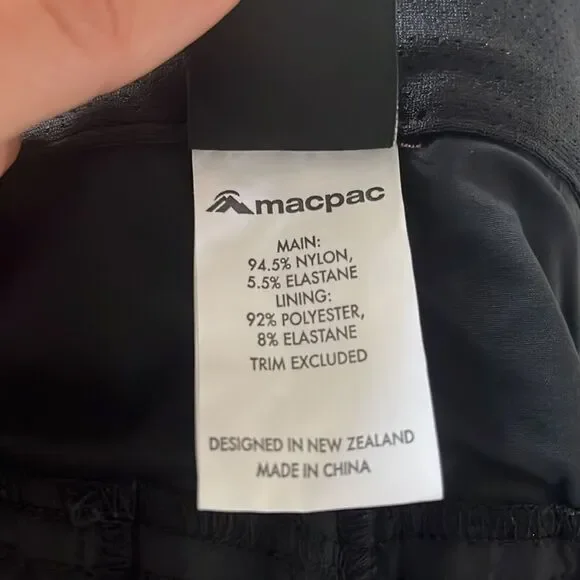 macpac
MAIN:
94.5% NYLON,
5.5% ELASTANE
LINING:
92% POLYESTER,
8% ELASTANE
TRIM EXCLUDED
DESIGNED IN NEW ZEALAND
MADE IN CHINA